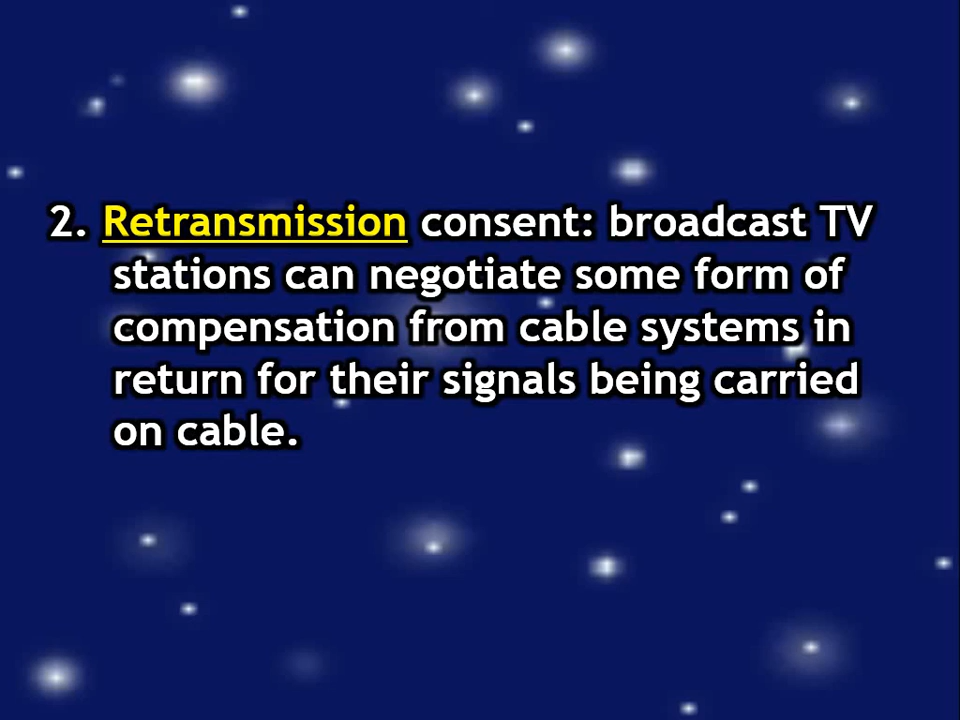 2. Retransmission consent: broadcast TV
stations can negotiate some form of
compensation from cable systems in
return for their signals being carried
on cable.